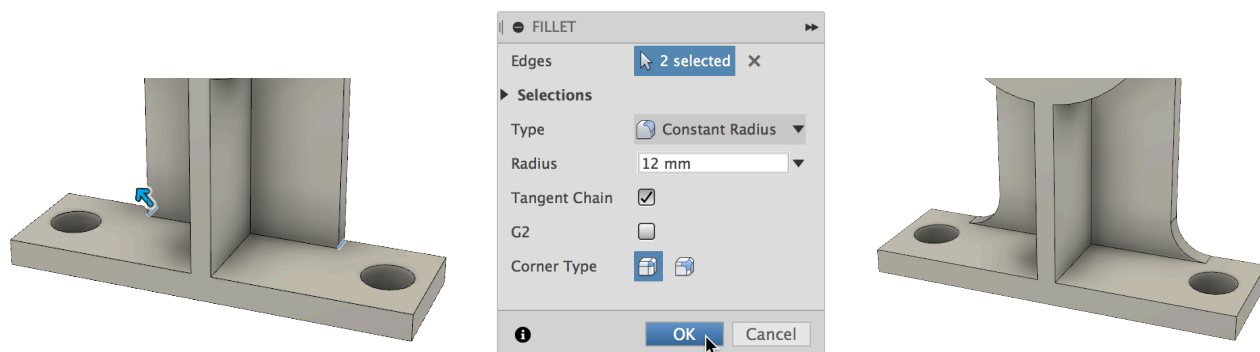 FILLET
Edges 2 selected
Selections
Type Constant Radius
Radius 12 mm
Tangent Chain
G2
Corner Type
OK Cancel